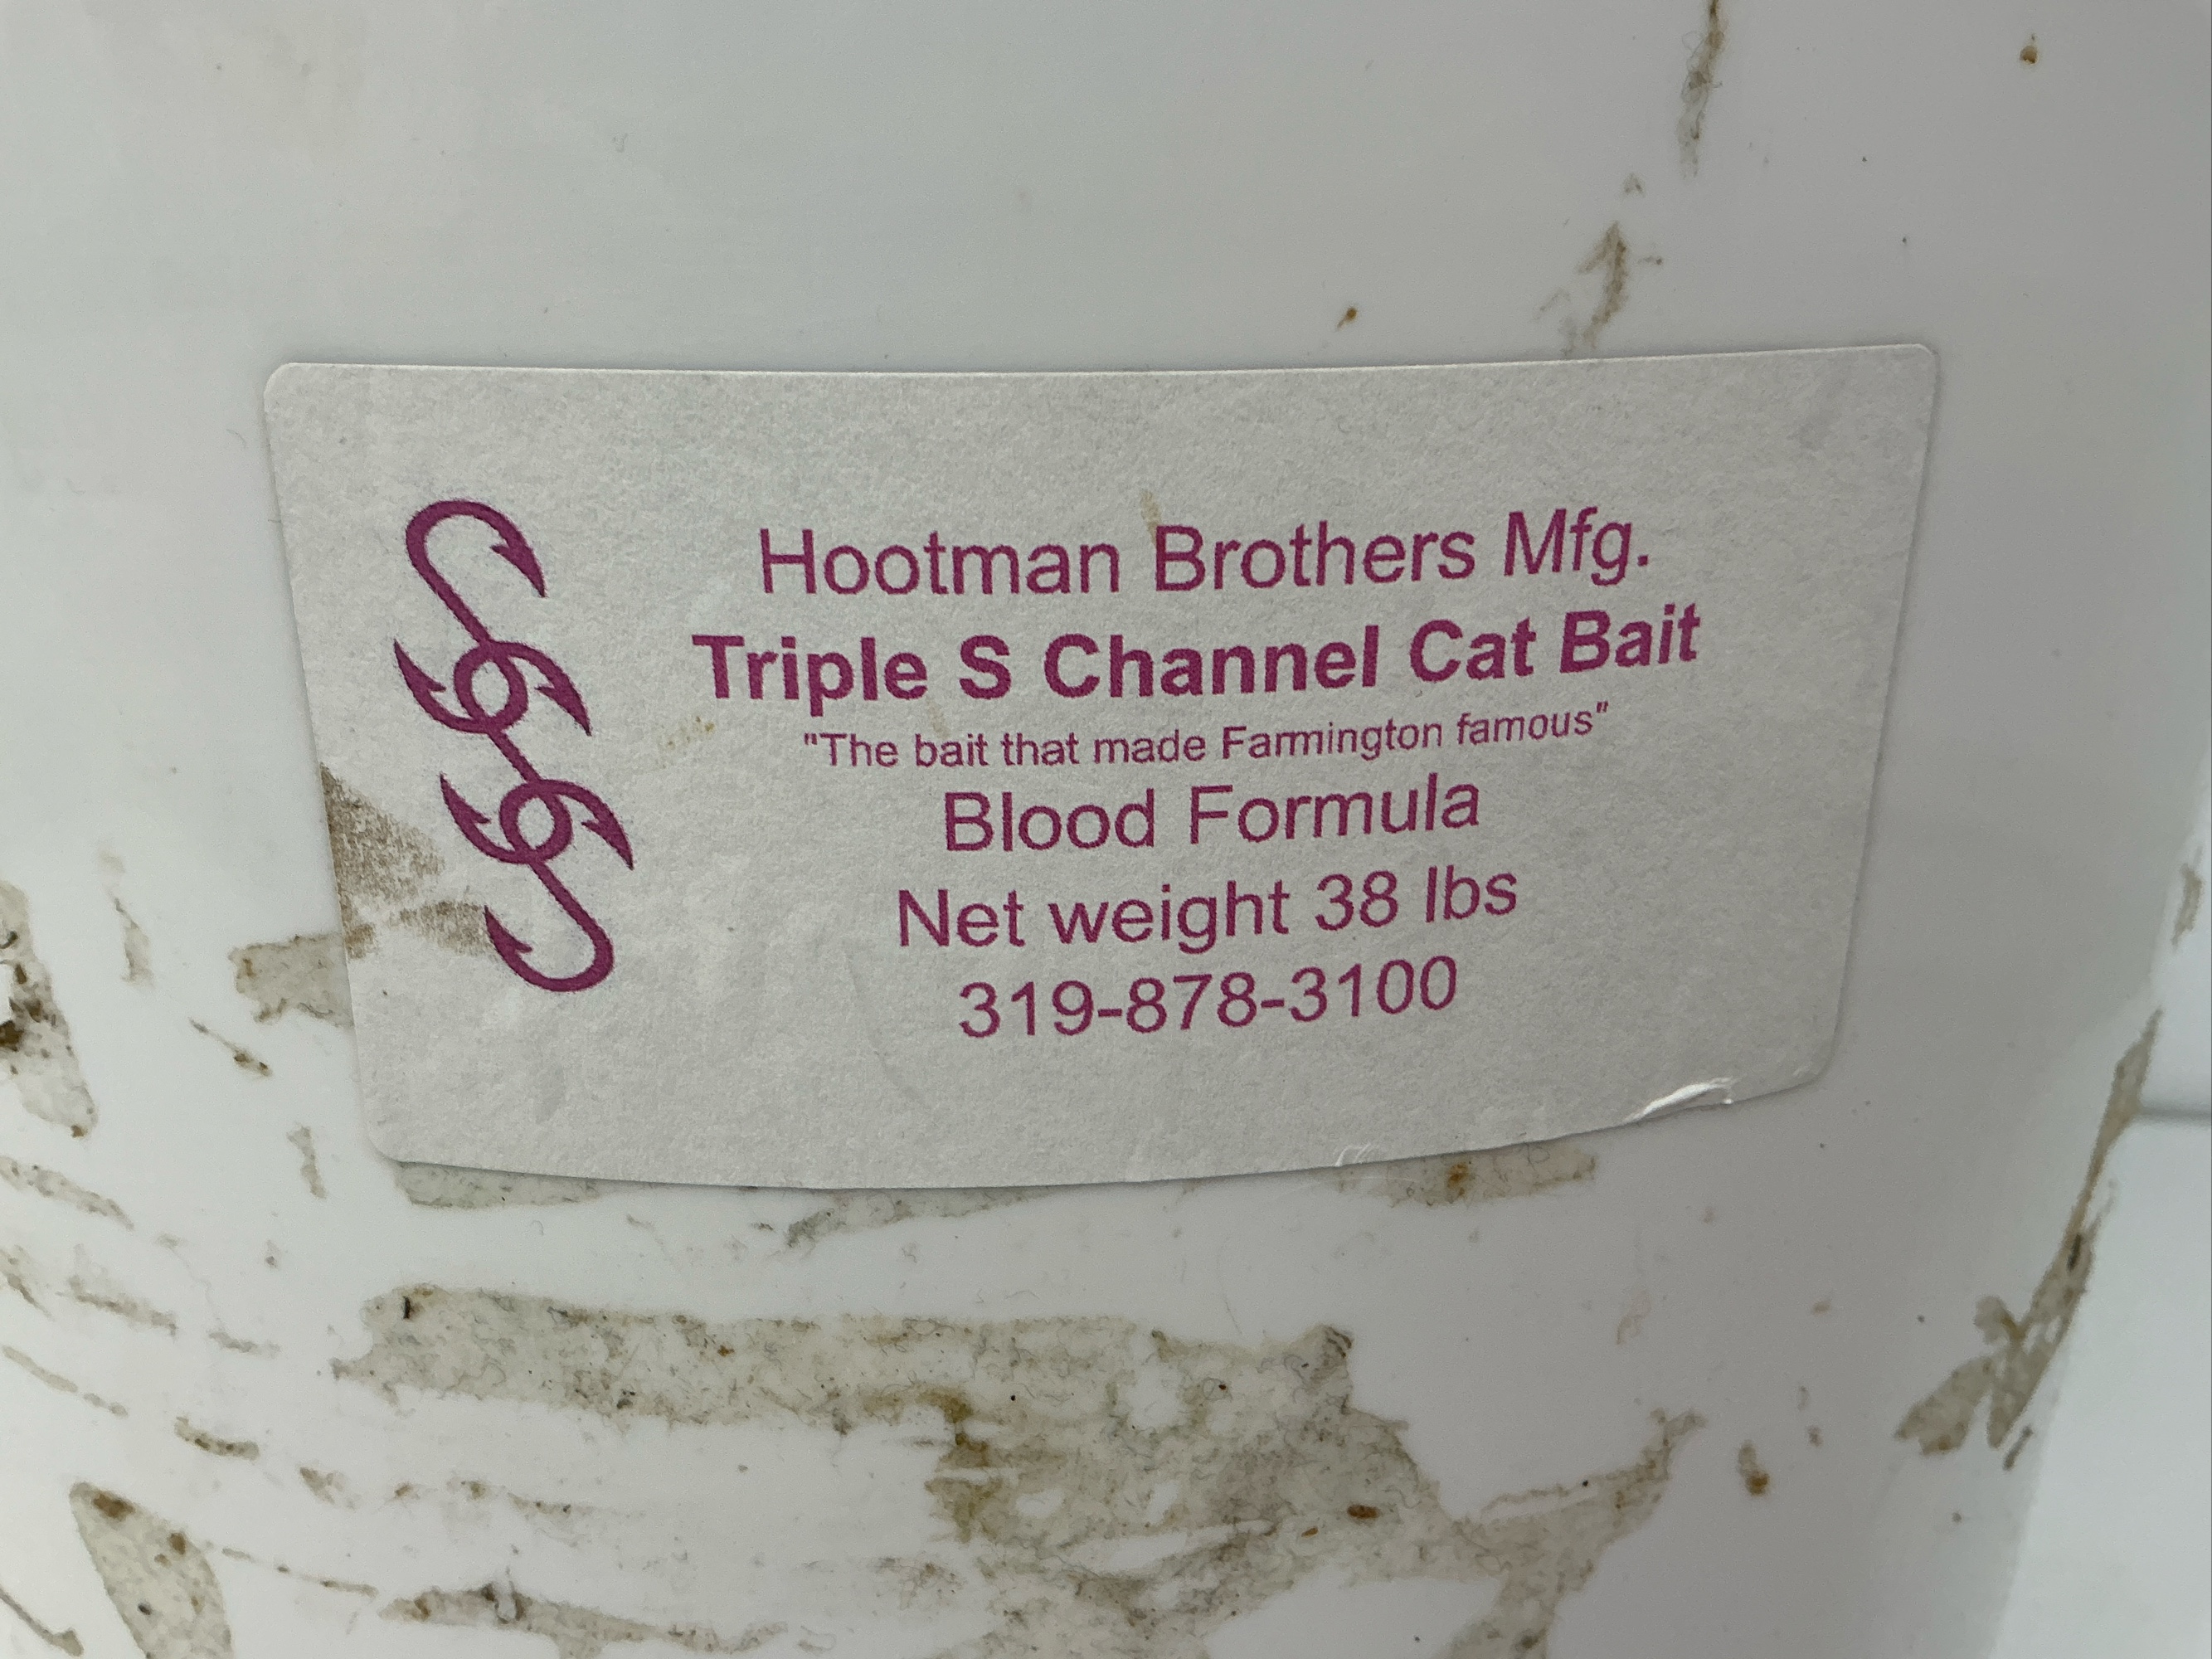 Hootman Brothers Mfg.
Triple S Channel Cat Bait
"The bait that made Farmington famous"
Blood Formula
Net weight 38 lbs
319-878-3100